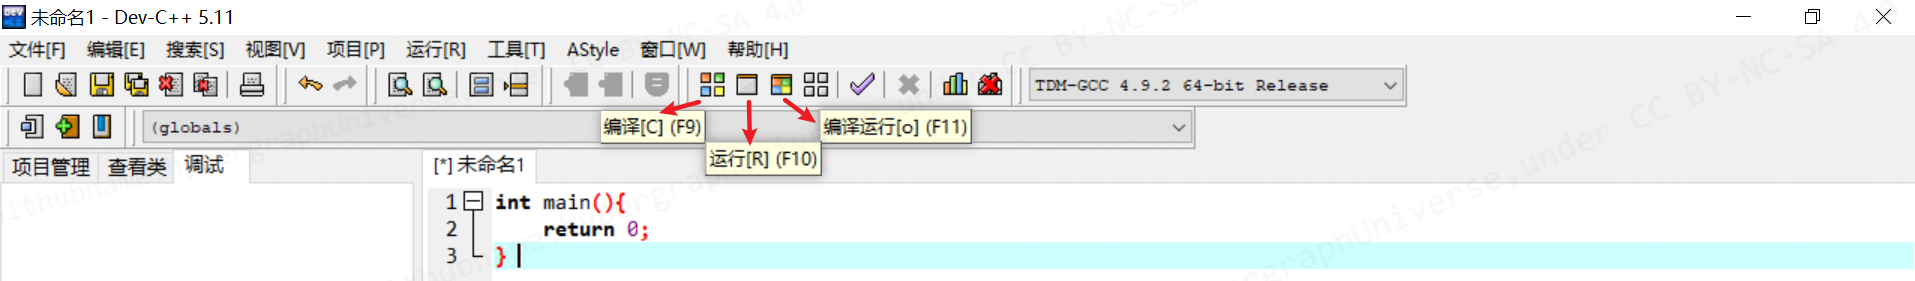 未命名1 - Dev-C++ 5.11
文件[F] 编辑[E] 搜索[S] 视图[V] 项目[P] 运行[R] 工具[T] AStyle 窗口[W] 帮助[H]
TDM-GCC 4.9.2 64-bit Release
(globals)
编译[C] (F9)
编译运行[o] (F11)
运行[R] (F10)
项目管理 查看类 调试
[*] 未命名1
1 int main(){
2 return 0;
3 }